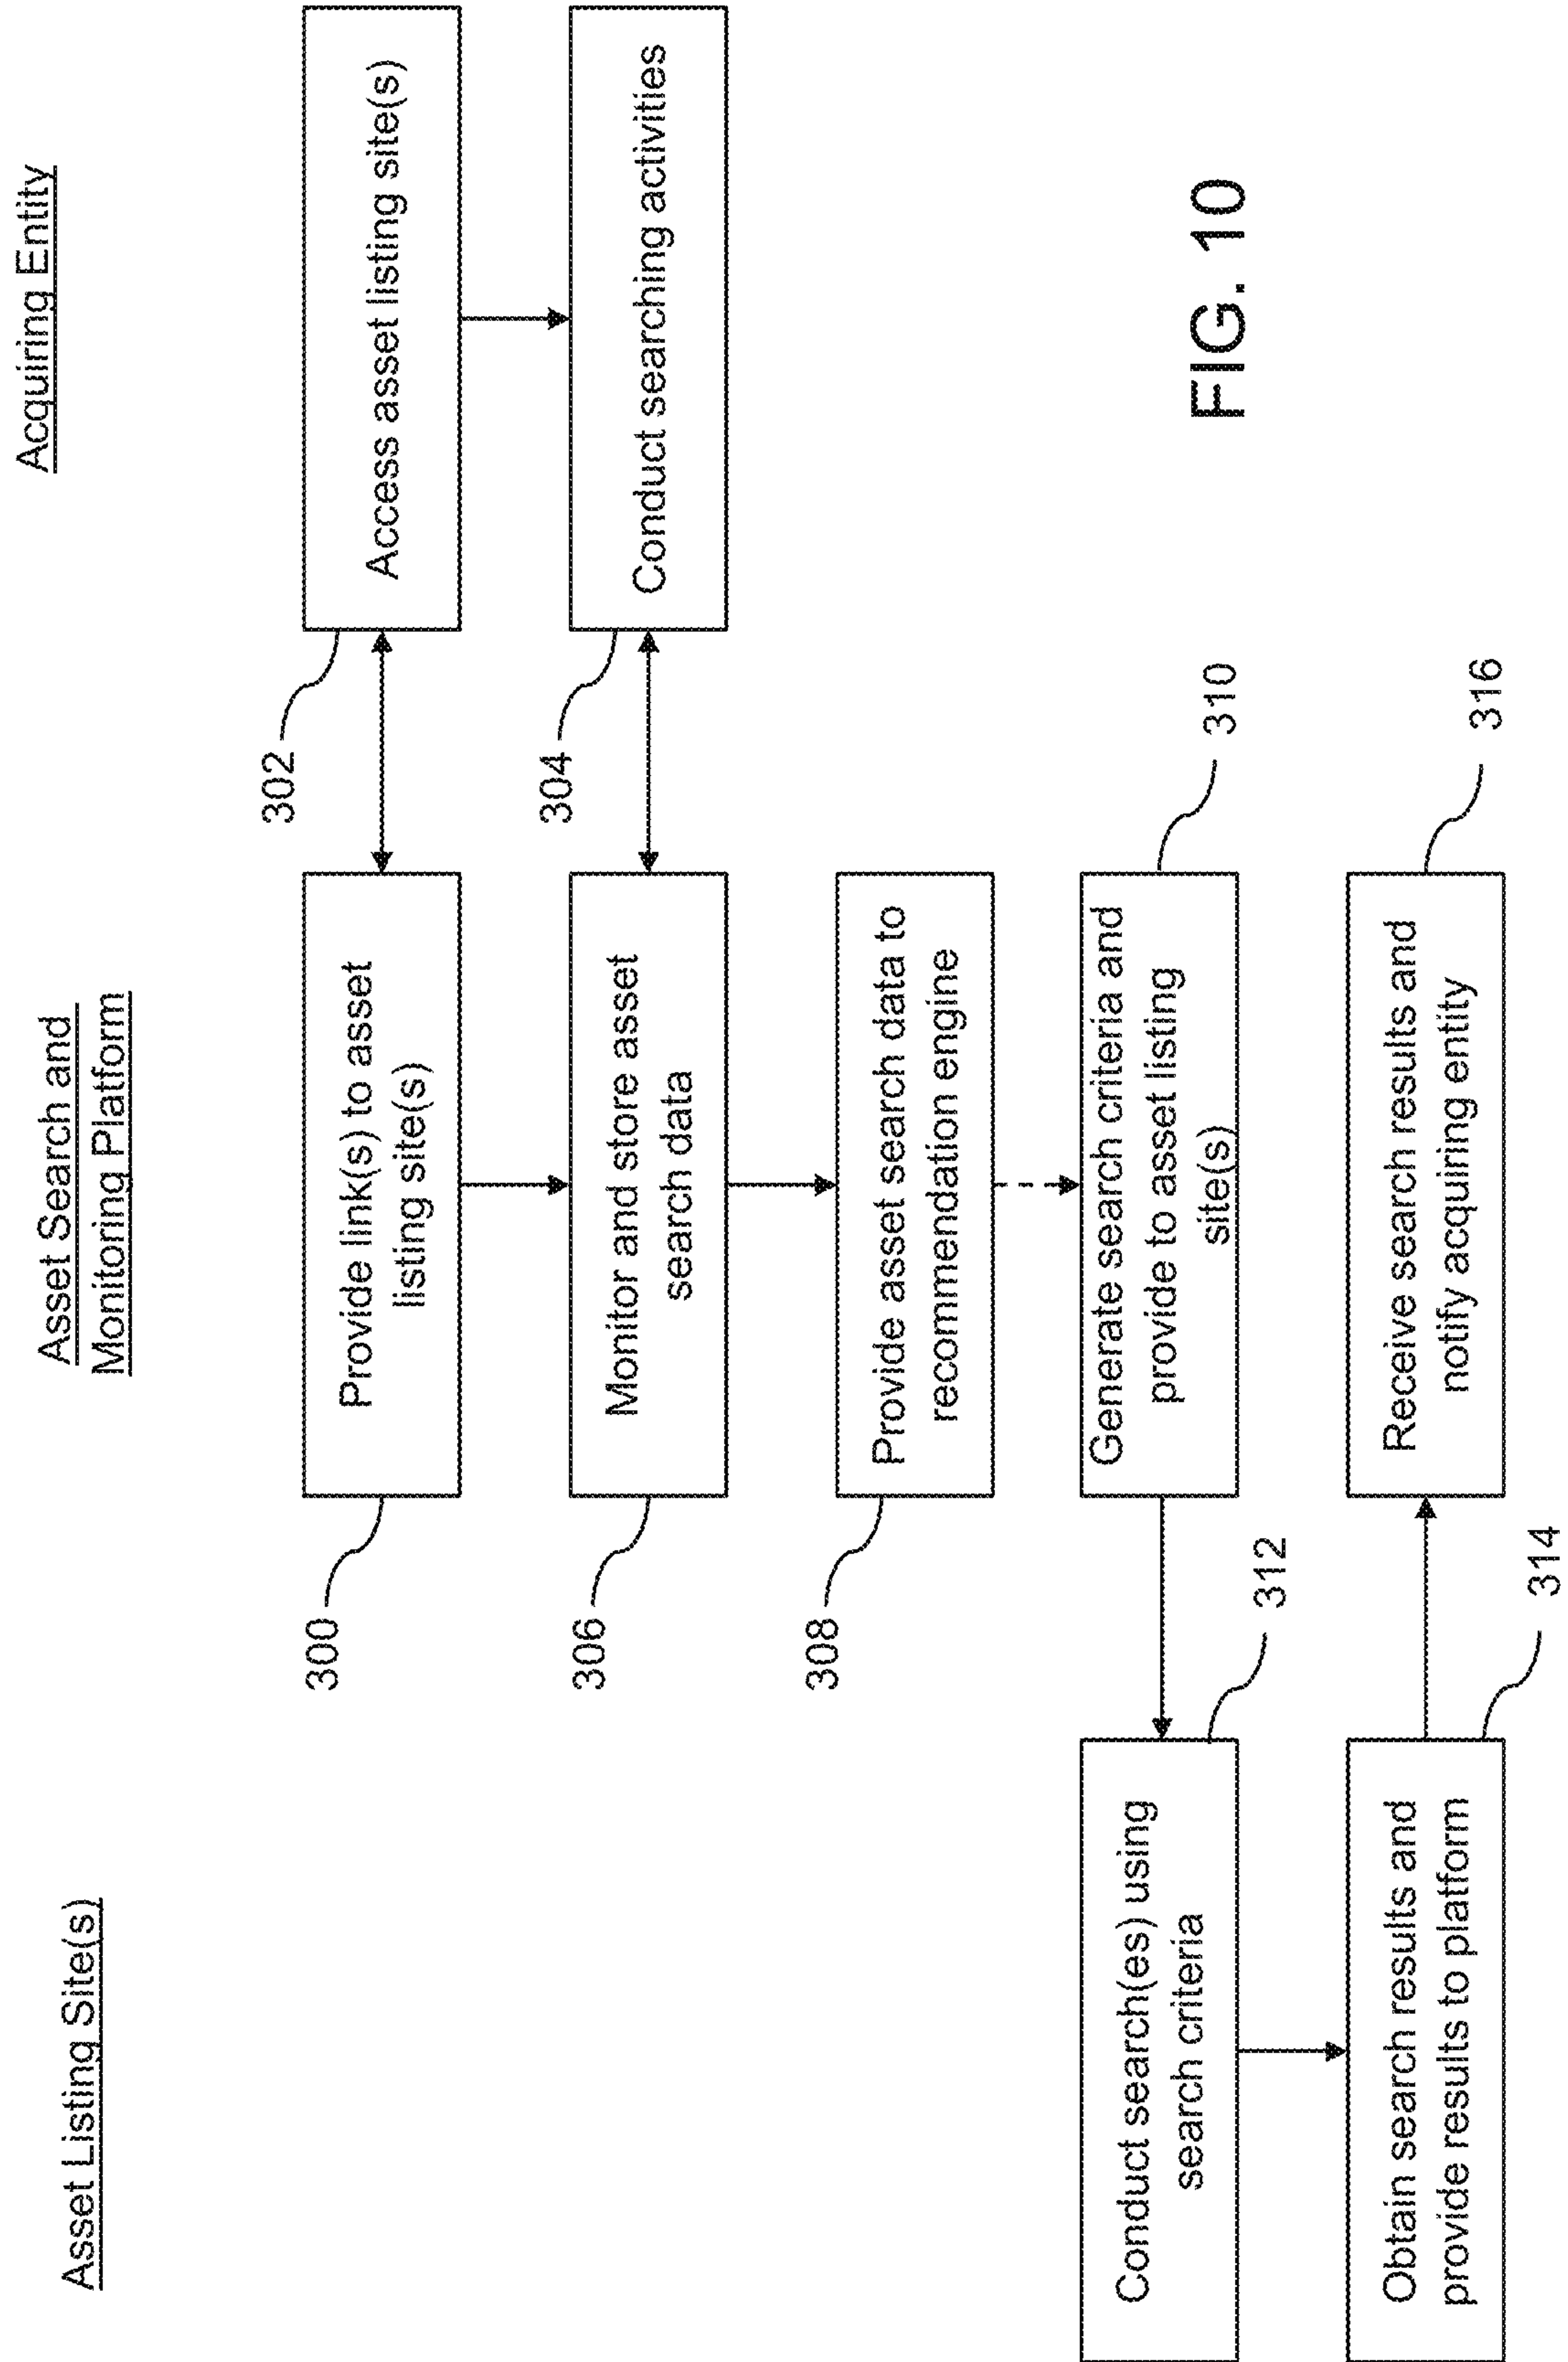 Asset Listing Site(s)
Asset Search and
Monitoring Platform
Acquiring Entity
300
Provide link(s) to asset
listing site(s)
302
Access asset listing site(s)
306
Monitor and store asset
search data
304
Conduct searching activities
308
Provide asset search data to
recommendation engine
Generate search criteria and
provide to asset listing
site(s)
310
Conduct search(es) using
search criteria
312
Obtain search results and
provide results to platform
314
Receive search results and
notify acquiring entity
316
FIG. 10